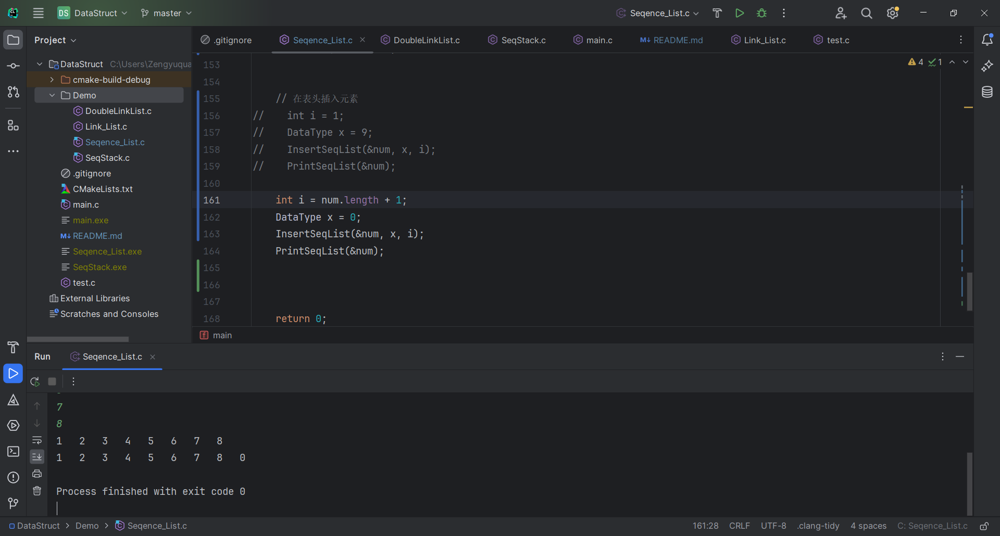 DS DataStruct master Seqence_List.c
Project
.gitignore Seqence_List.c DoubleLinkList.c SeqStack.c main.c M↓ README.md Link_List.c test.c
DataStruct C:\Users\Zengyuqua
cmake-build-debug
Demo
DoubleLinkList.c
Link_List.c
Seqence_List.c
SeqStack.c
.gitignore
CMakeLists.txt
main.c
main.exe
M↓ README.md
Seqence_List.exe
SeqStack.exe
test.c
External Libraries
Scratches and Consoles
4 1
153
154
155 // 在表头插入元素
156 // int i = 1;
157 // DataType x = 9;
158 // InsertSeqList(&num, x, i);
159 // PrintSeqList(&num);
160
161 int i = num.length + 1;
162 DataType x = 0;
163 InsertSeqList(&num, x, i);
164 PrintSeqList(&num);
165
166
167
168 return 0;
f main
Run Seqence_List.c
7
8
1 2 3 4 5 6 7 8
1 2 3 4 5 6 7 8 0
Process finished with exit code 0
DataStruct > Demo > Seqence_List.c 161:28 CRLF UTF-8 .clang-tidy 4 spaces C: Seqence_List.c